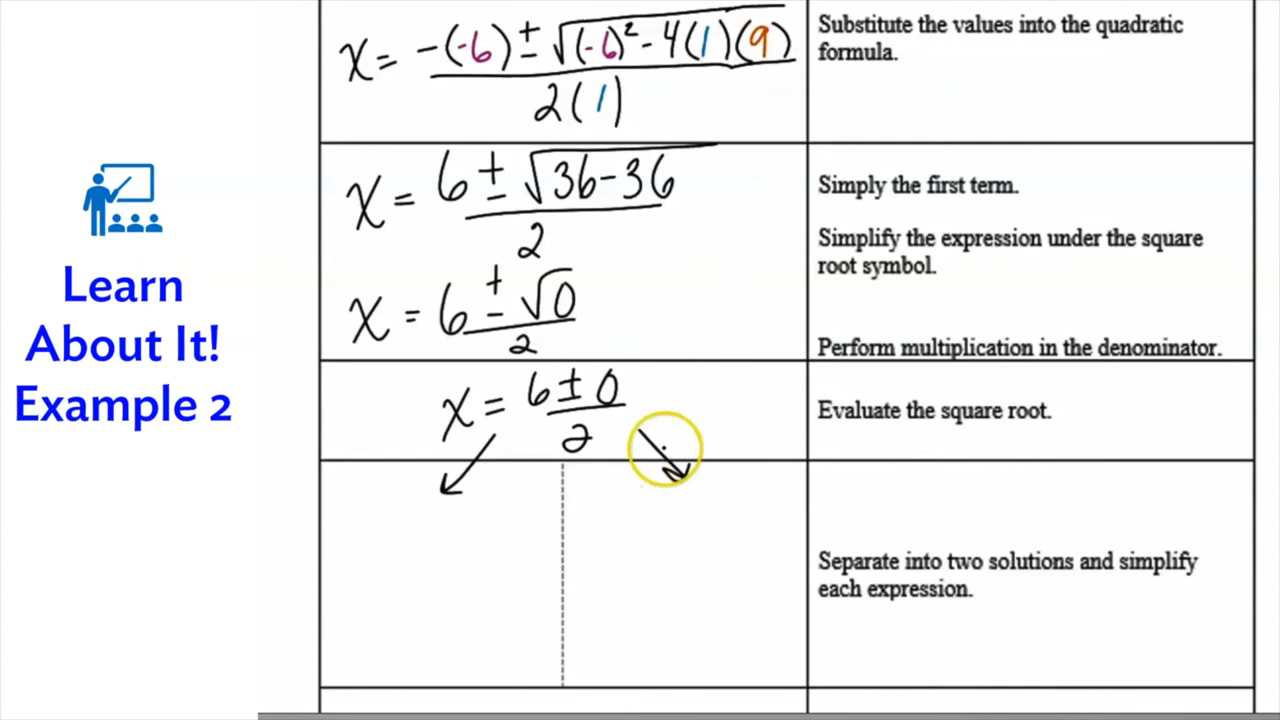 x = -(-6) ± √(-6)² - 4(1)(9)
2(1)
Substitute the values into the quadratic
formula.
x = 6 ± √36-36
2
x = 6 ± √0
2
Simply the first term.
Simplify the expression under the square
root symbol.
Perform multiplication in the denominator.
x = 6 ± 0
2
Evaluate the square root.
Separate into two solutions and simplify
each expression.
Learn
About It!
Example 2